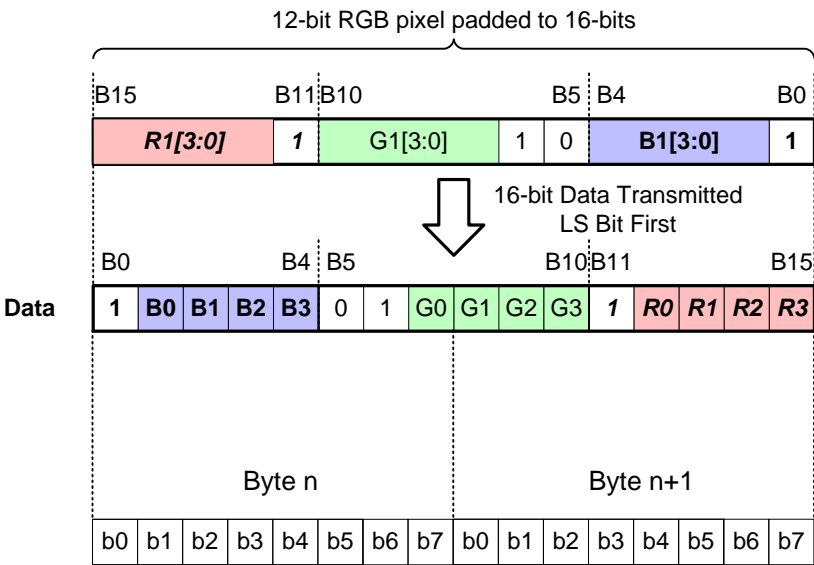 12-bit RGB pixel padded to 16-bits
B15 B11 B10 B5 B4 B0
R1[3:0] 1 G1[3:0] 1 0 B1[3:0] 1
16-bit Data Transmitted
LS Bit First
B0 B4 B5 B10 B11 B15
Data 1 B0 B1 B2 B3 0 1 G0 G1 G2 G3 1 R0 R1 R2 R3
Byte n Byte n+1
b0 b1 b2 b3 b4 b5 b6 b7 b0 b1 b2 b3 b4 b5 b6 b7